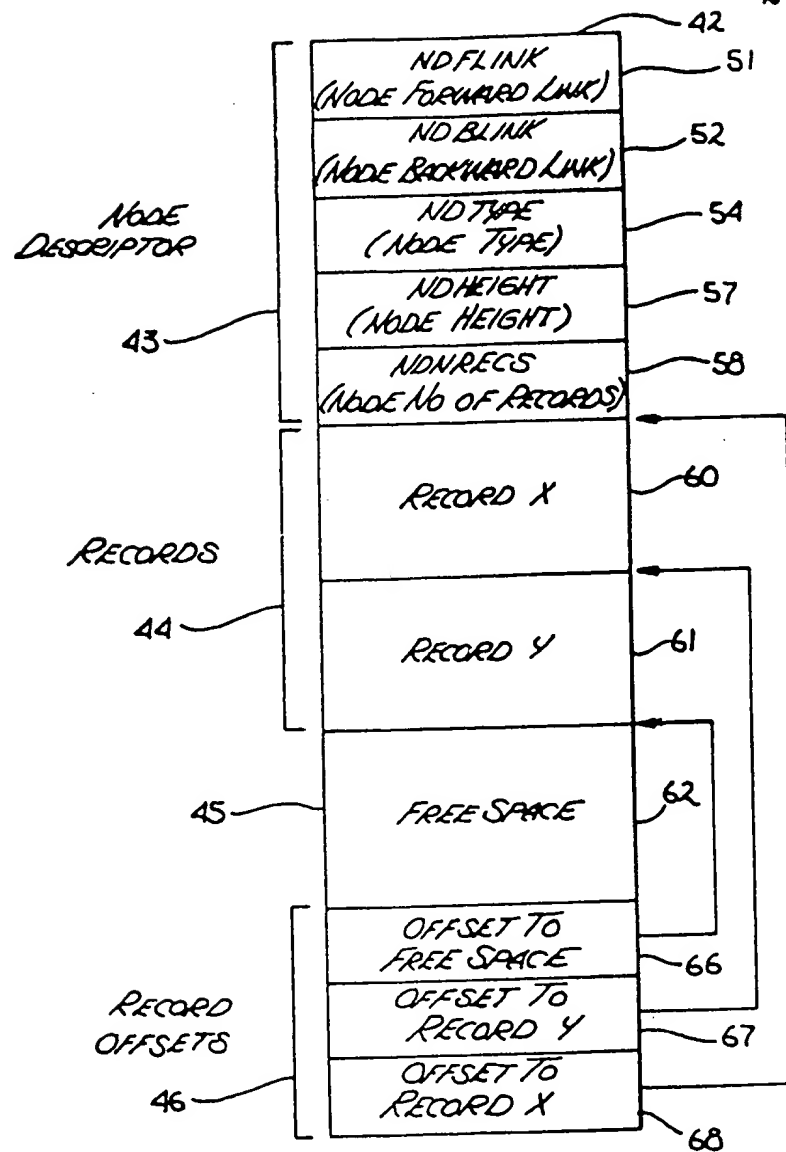 42
NDFLINK
(NODE FORWARD LINK)
51
NDBLINK
(NODE BACKWARD LINK)
52
NODE
DESCRIPTOR
43
NDTYPE
(NODE TYPE)
54
NDHEIGHT
(NODE HEIGHT)
57
NDNRECS
(NODE NO OF RECORDS)
58
RECORDS
44
RECORD X
60
RECORD Y
61
45
FREE SPACE
62
RECORD
OFFSETS
46
OFFSET TO
FREE SPACE
66
OFFSET TO
RECORD Y
67
OFFSET TO
RECORD X
68